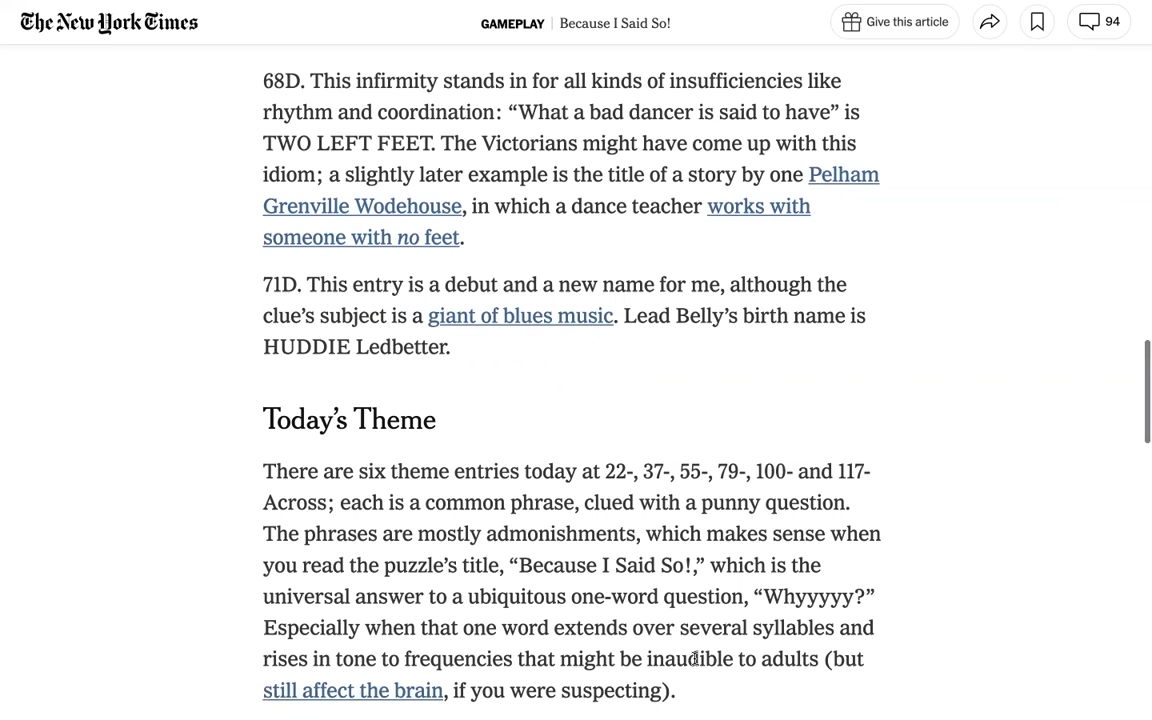 The New York Times
GAMEPLAY | Because I Said So!
Give this article
94
68D. This infirmity stands in for all kinds of insufficiencies like
rhythm and coordination: “What a bad dancer is said to have” is
TWO LEFT FEET. The Victorians might have come up with this
idiom; a slightly later example is the title of a story by one Pelham
Grenville Wodehouse, in which a dance teacher works with
someone with no feet.
71D. This entry is a debut and a new name for me, although the
clue’s subject is a giant of blues music. Lead Belly’s birth name is
HUDDIE Ledbetter.
Today’s Theme
There are six theme entries today at 22-, 37-, 55-, 79-, 100- and 117-
Across; each is a common phrase, clued with a punny question.
The phrases are mostly admonishments, which makes sense when
you read the puzzle’s title, “Because I Said So!,” which is the
universal answer to a ubiquitous one-word question, “Whyyyyy?”
Especially when that one word extends over several syllables and
rises in tone to frequencies that might be inaudible to adults (but
still affect the brain, if you were suspecting).